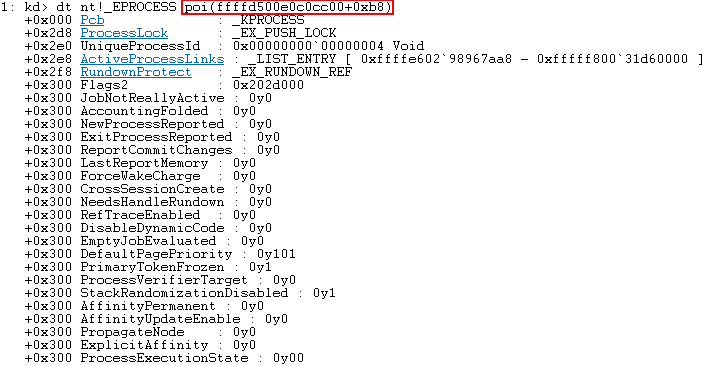 1: kd> dt nt!_EPROCESS poi(ffffd500e0c0cc00+0xb8)
+0x000 Pcb : _KPROCESS
+0x2d8 ProcessLock : _EX_PUSH_LOCK
+0x2e0 UniqueProcessId : 0x00000000`00000004 Void
+0x2e8 ActiveProcessLinks : _LIST_ENTRY [ 0xffffe602`98967aa8 - 0xfffff800`31d60000 ]
+0x2f8 RundownProtect : _EX_RUNDOWN_REF
+0x300 Flags2 : 0x202d000
+0x300 JobNotReallyActive : 0y0
+0x300 AccountingFolded : 0y0
+0x300 NewProcessReported : 0y0
+0x300 ExitProcessReported : 0y0
+0x300 ReportCommitChanges : 0y0
+0x300 LastReportMemory : 0y0
+0x300 ForceWakeCharge : 0y0
+0x300 CrossSessionCreate : 0y0
+0x300 NeedsHandleRundown : 0y0
+0x300 RefTraceEnabled : 0y0
+0x300 DisableDynamicCode : 0y0
+0x300 EmptyJobEvaluated : 0y0
+0x300 DefaultPagePriority : 0y101
+0x300 PrimaryTokenFrozen : 0y1
+0x300 ProcessVerifierTarget : 0y0
+0x300 StackRandomizationDisabled : 0y1
+0x300 AffinityPermanent : 0y0
+0x300 AffinityUpdateEnable : 0y0
+0x300 PropagateNode : 0y0
+0x300 ExplicitAffinity : 0y0
+0x300 ProcessExecutionState : 0y00